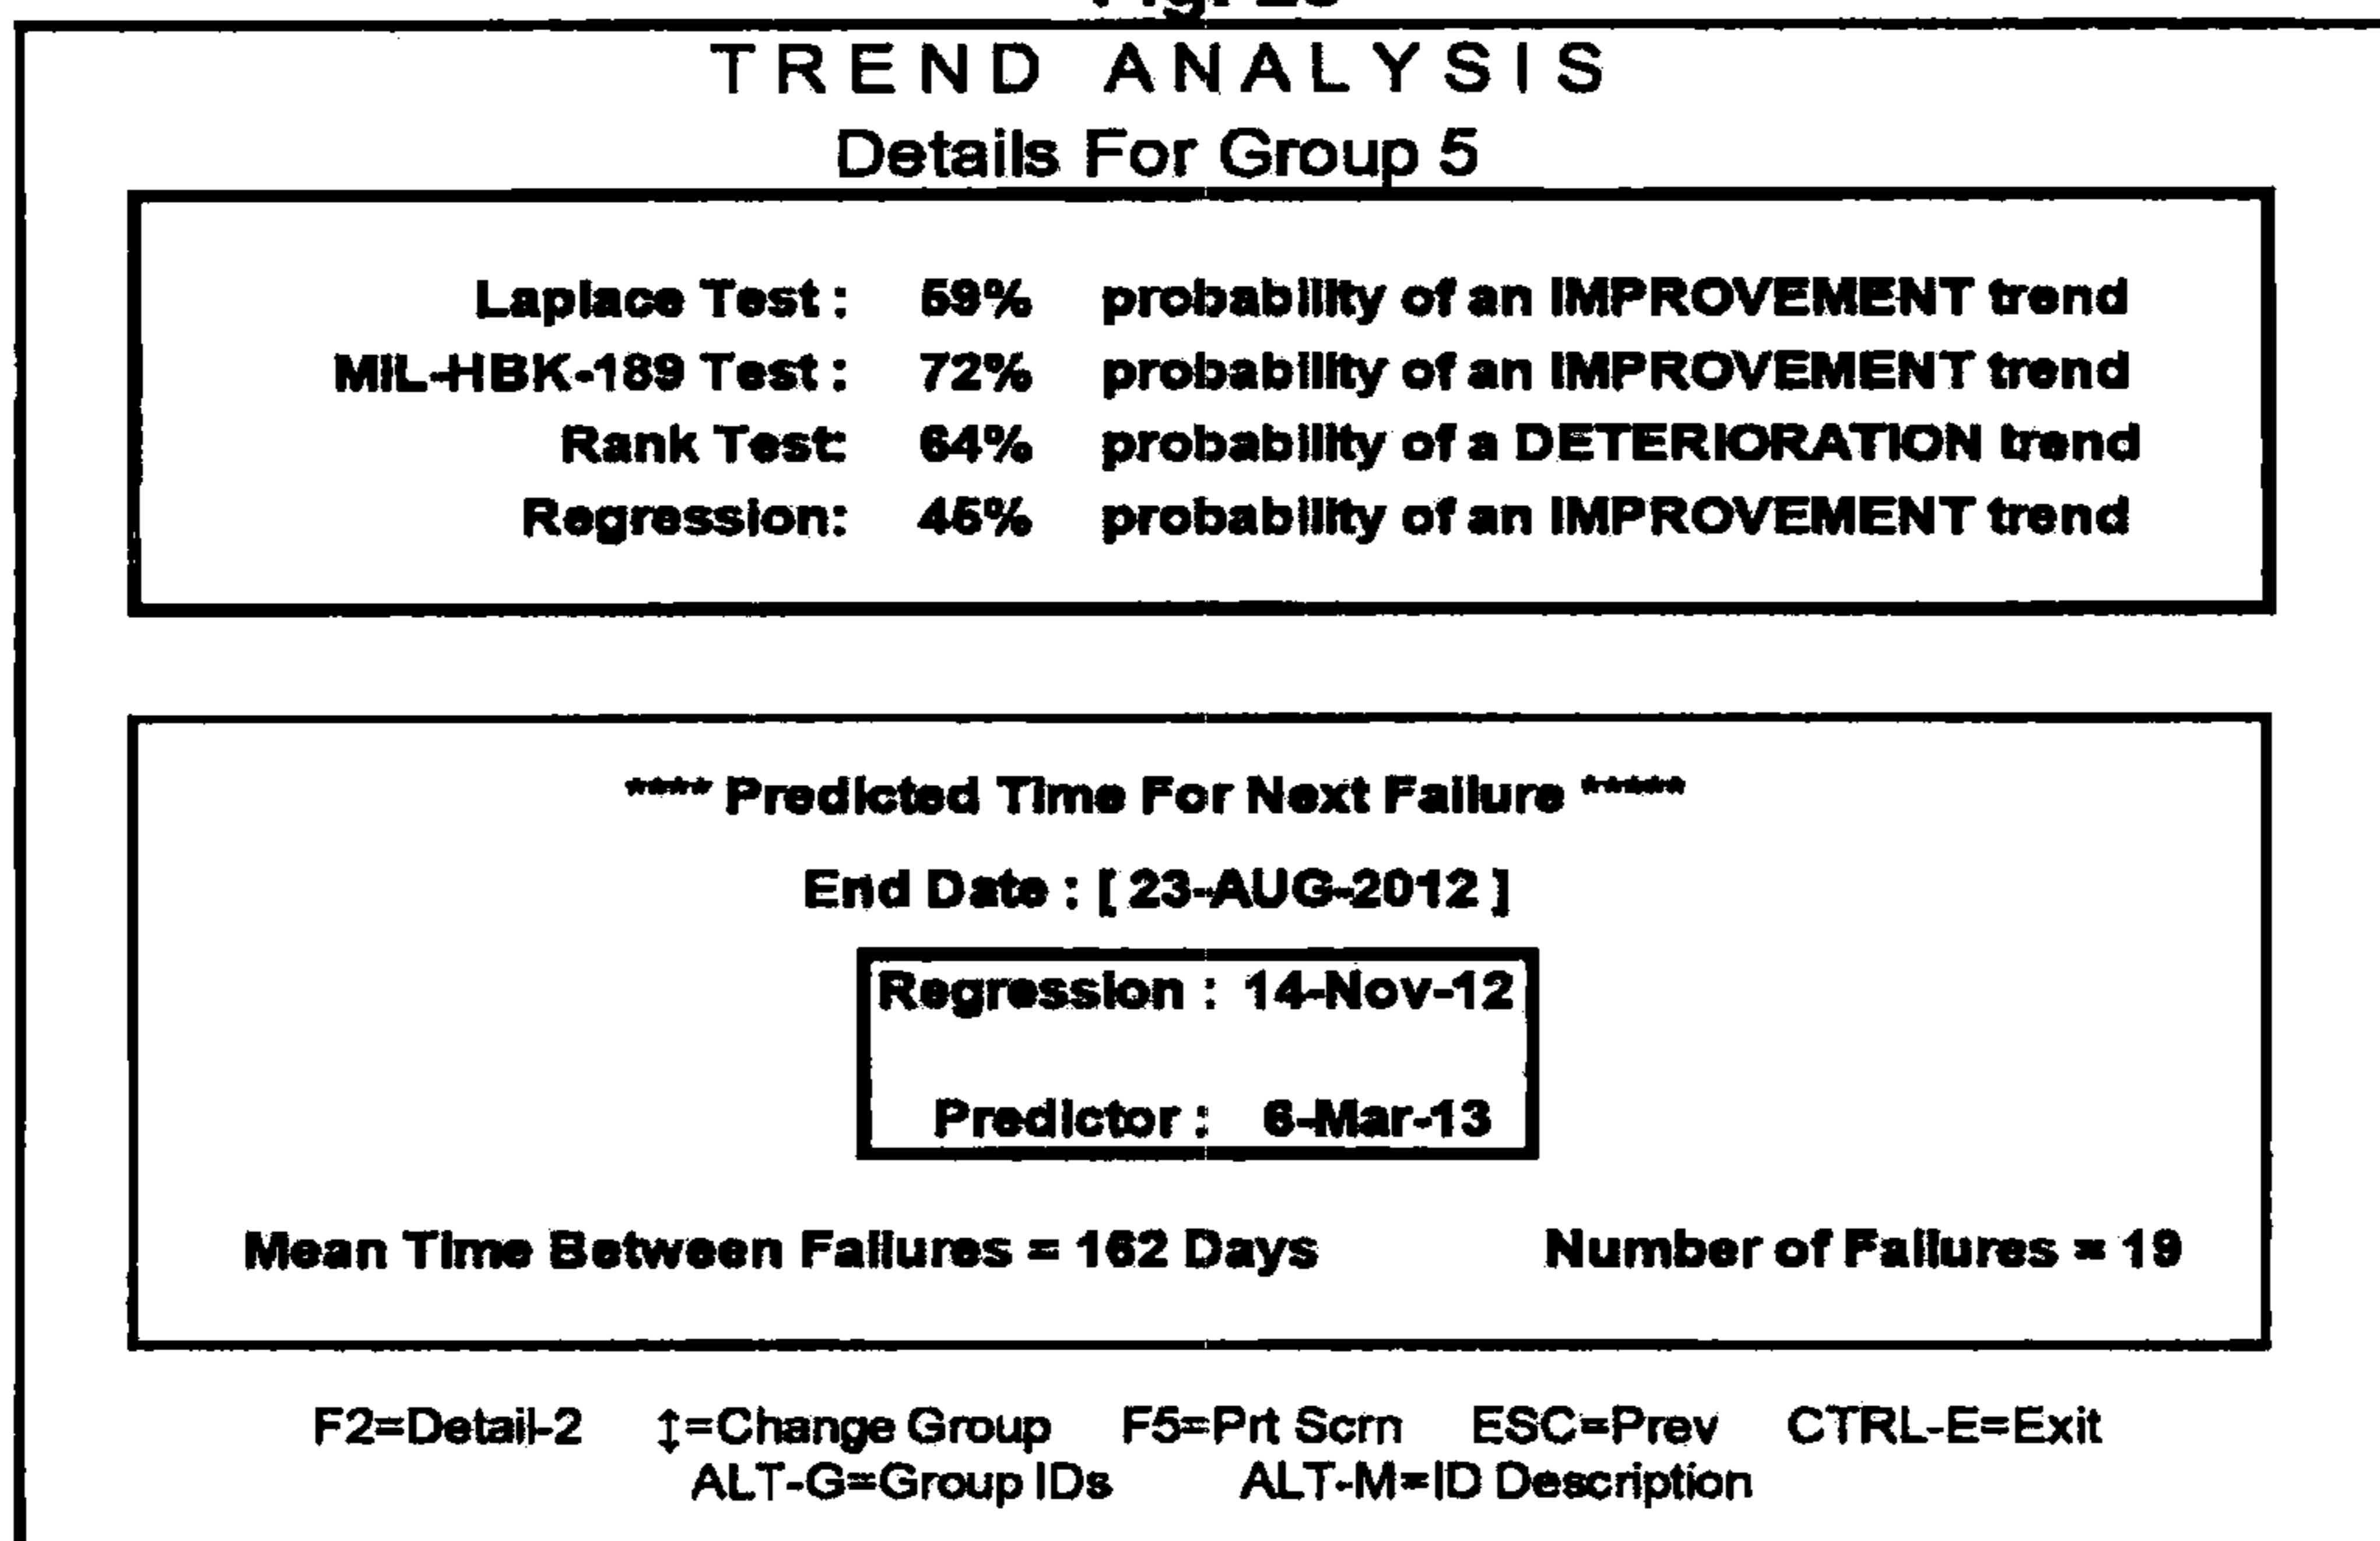 TREND ANALYSIS
Details For Group 5
Laplace Test : 59% probability of an IMPROVEMENT trend
MIL-HBK-189 Test : 72% probability of an IMPROVEMENT trend
Rank Test: 64% probability of a DETERIORATION trend
Regression: 45% probability of an IMPROVEMENT trend
**** Predicted Time For Next Failure *****
End Date : [ 23-AUG-2012 ]
Regression : 14-Nov-12
Predictor : 6-Mar-13
Mean Time Between Failures = 162 Days Number of Failures = 19
F2=Detail-2 ↕=Change Group F5=Prt Scrn ESC=Prev CTRL-E=Exit
ALT-G=Group IDs ALT-M=ID Description